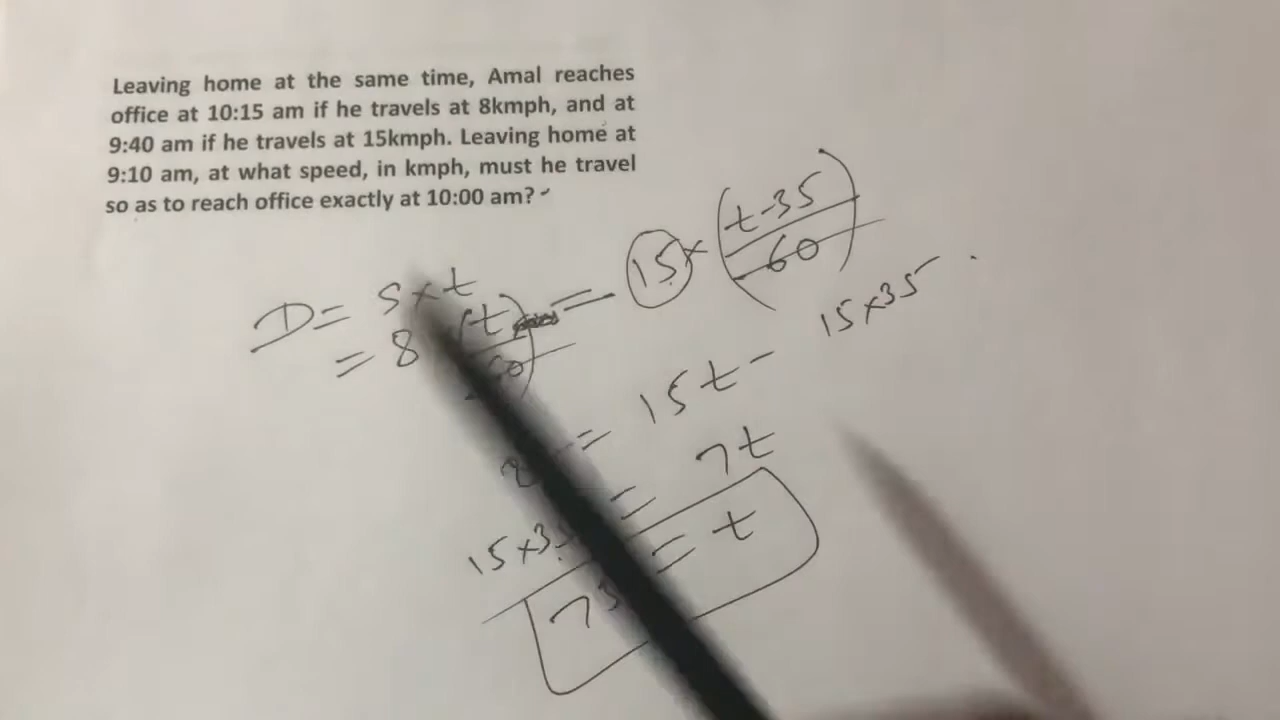 Leaving home at the same time, Amal reaches
office at 10:15 am if he travels at 8kmph, and at
9:40 am if he travels at 15kmph. Leaving home at
9:10 am, at what speed, in kmph, must he travel
so as to reach office exactly at 10:00 am?
D = S × t
= 8 (t) = 15 × (t-35 / 60)
= 15t - 15×35
= 7t
15×3 = t